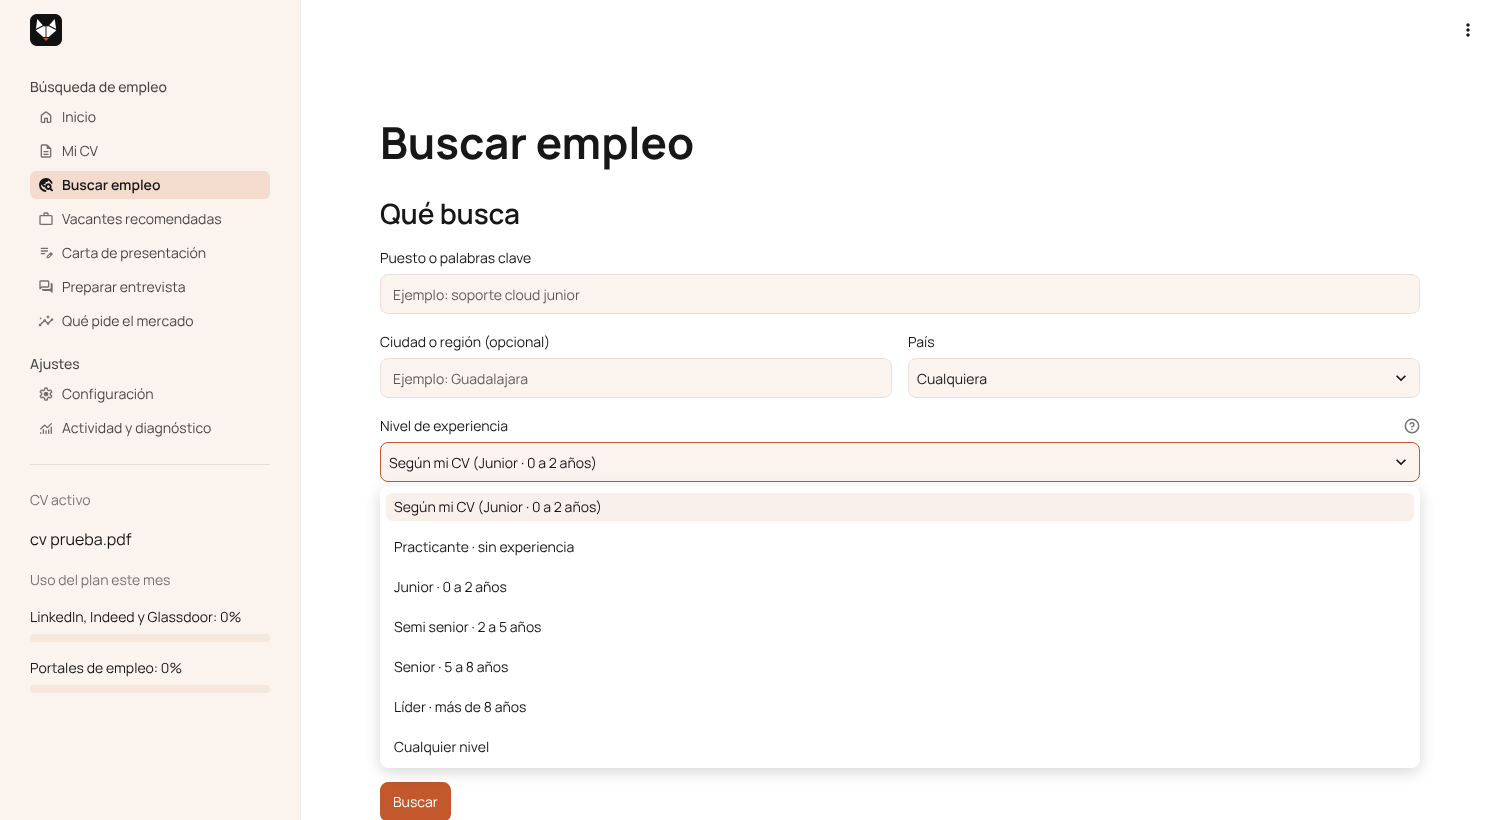 Búsqueda de empleo
Inicio
Mi CV
Buscar empleo
Vacantes recomendadas
Carta de presentación
Preparar entrevista
Qué pide el mercado
Ajustes
Configuración
Actividad y diagnóstico
CV activo
cv prueba.pdf
Uso del plan este mes
LinkedIn, Indeed y Glassdoor: 0%
Portales de empleo: 0%
Buscar empleo
Qué busca
Puesto o palabras clave
Ejemplo: soporte cloud junior
Ciudad o región (opcional)
Ejemplo: Guadalajara
País
Cualquiera
Nivel de experiencia
Según mi CV (Junior · 0 a 2 años)
Según mi CV (Junior · 0 a 2 años)
Practicante · sin experiencia
Junior · 0 a 2 años
Semi senior · 2 a 5 años
Senior · 5 a 8 años
Líder · más de 8 años
Cualquier nivel
Buscar